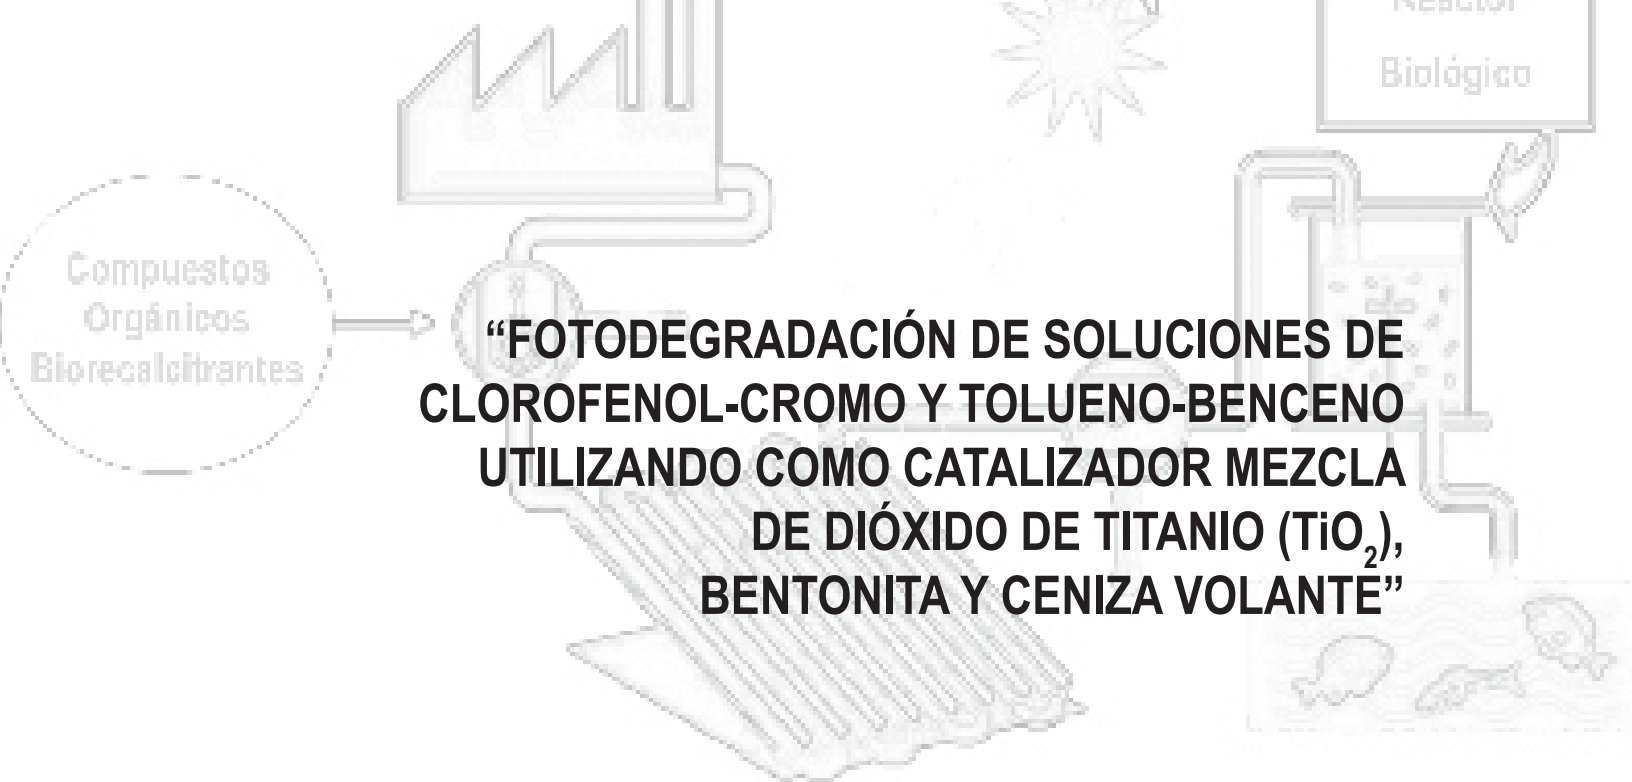 Reactor
Biológico
Compuestos
Orgánicos
Biorecalcitrantes
“FOTODEGRADACIÓN DE SOLUCIONES DE
CLOROFENOL-CROMO Y TOLUENO-BENCENO
UTILIZANDO COMO CATALIZADOR MEZCLA
DE DIÓXIDO DE TITANIO (TiO₂),
BENTONITA Y CENIZA VOLANTE”